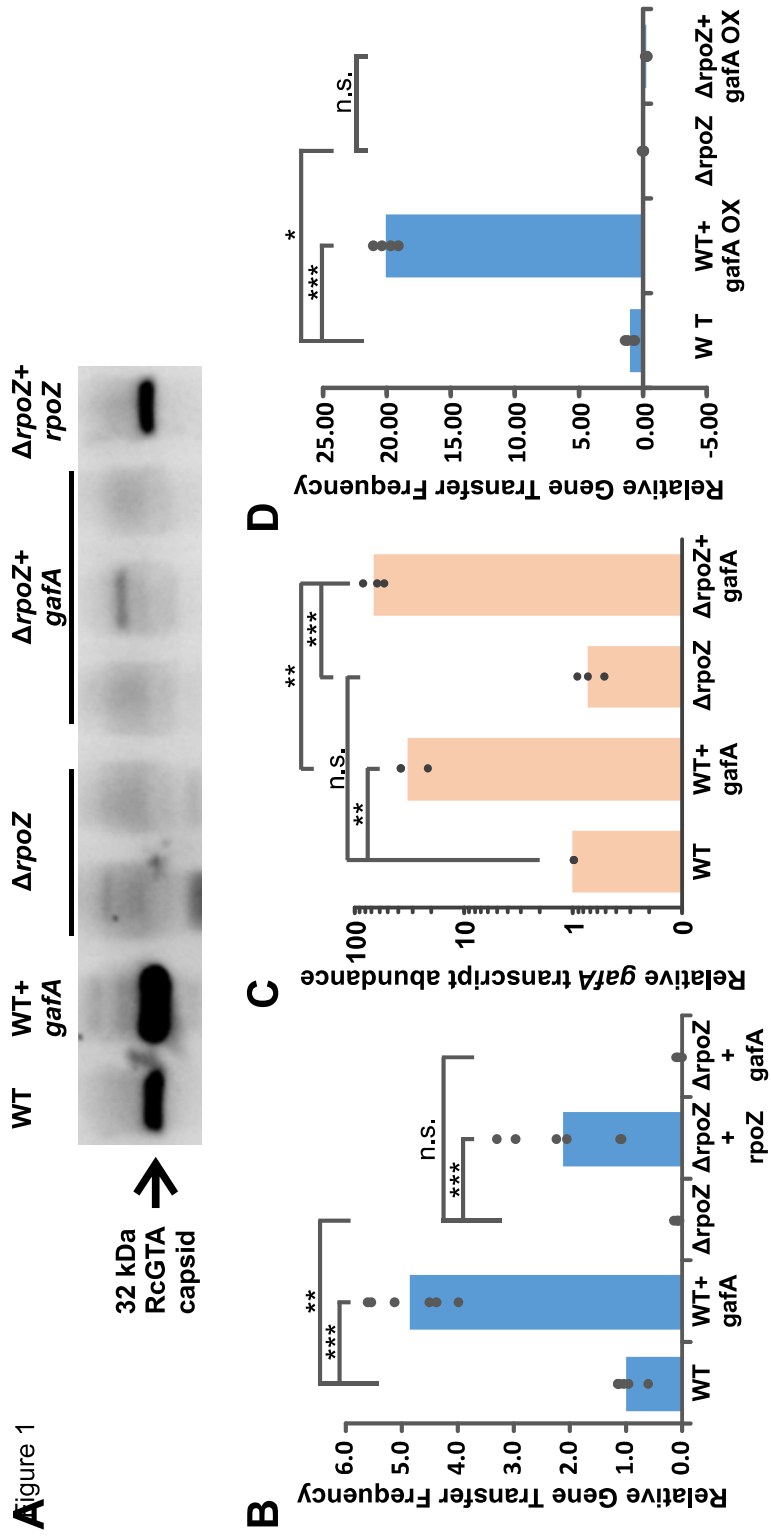 Figure 1
A
WT
WT+
gafA
ΔrpoZ
ΔrpoZ+
gafA
ΔrpoZ+
rpoZ
32 kDa
RcGTA
capsid
B
Relative Gene Transfer Frequency
6.0
5.0
4.0
3.0
2.0
1.0
0.0
**
***
n.s.
***
WT
WT+
gafA
ΔrpoZ
ΔrpoZ
+
rpoZ
ΔrpoZ
+
gafA
C
Relative gafA transcript abundance
100
10
1
0
**
***
n.s.
**
WT
WT+
gafA
ΔrpoZ
ΔrpoZ+
gafA
D
Relative Gene Transfer Frequency
25.00
20.00
15.00
10.00
5.00
0.00
-5.00
*
***
n.s.
W T
WT+
gafA OX
ΔrpoZ
ΔrpoZ+
gafA OX